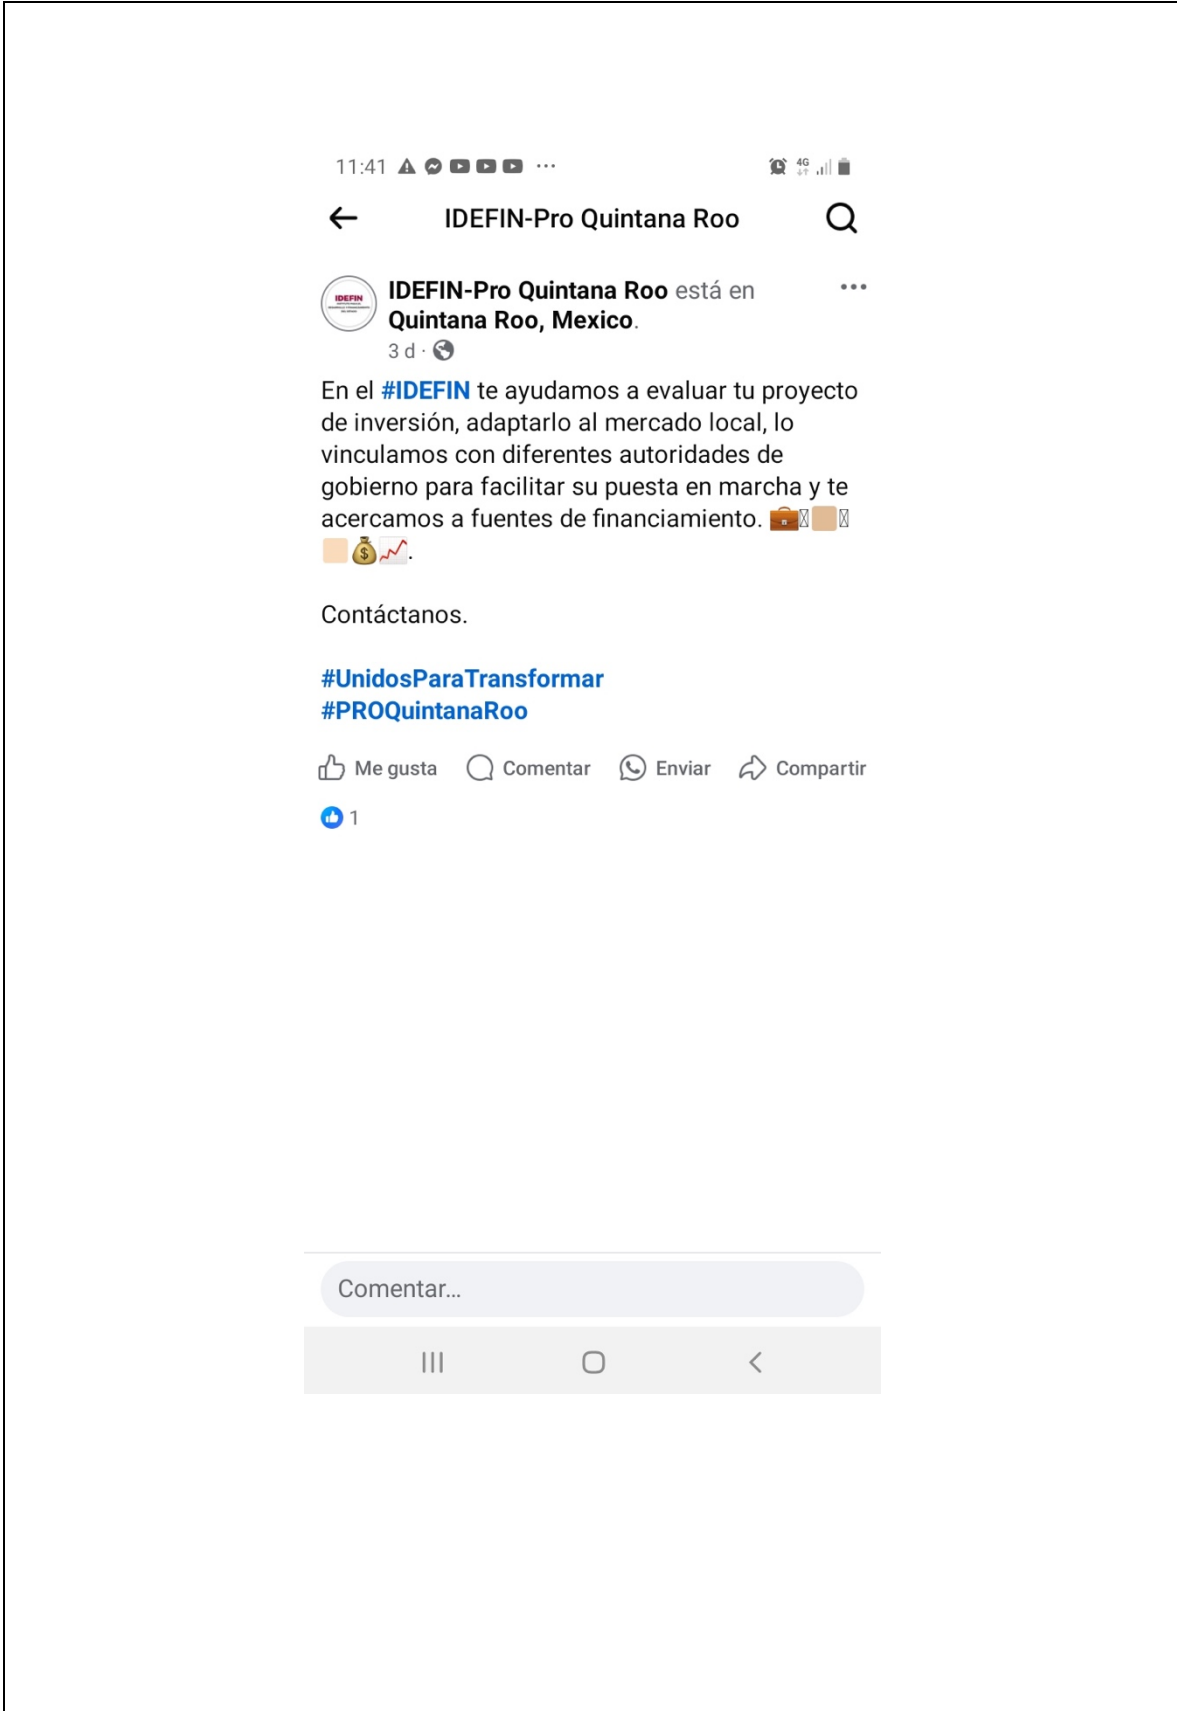 11:41
4G
IDEFIN-Pro Quintana Roo
IDEFIN
IDEFIN-Pro Quintana Roo está en
Quintana Roo, Mexico.
3 d ·
En el #IDEFIN te ayudamos a evaluar tu proyecto
de inversión, adaptarlo al mercado local, lo
vinculamos con diferentes autoridades de
gobierno para facilitar su puesta en marcha y te
acercamos a fuentes de financiamiento. 💼
💰📈.
Contáctanos.
#UnidosParaTransformar
#PROQuintanaRoo
Me gusta Comentar Enviar Compartir
1
Comentar...